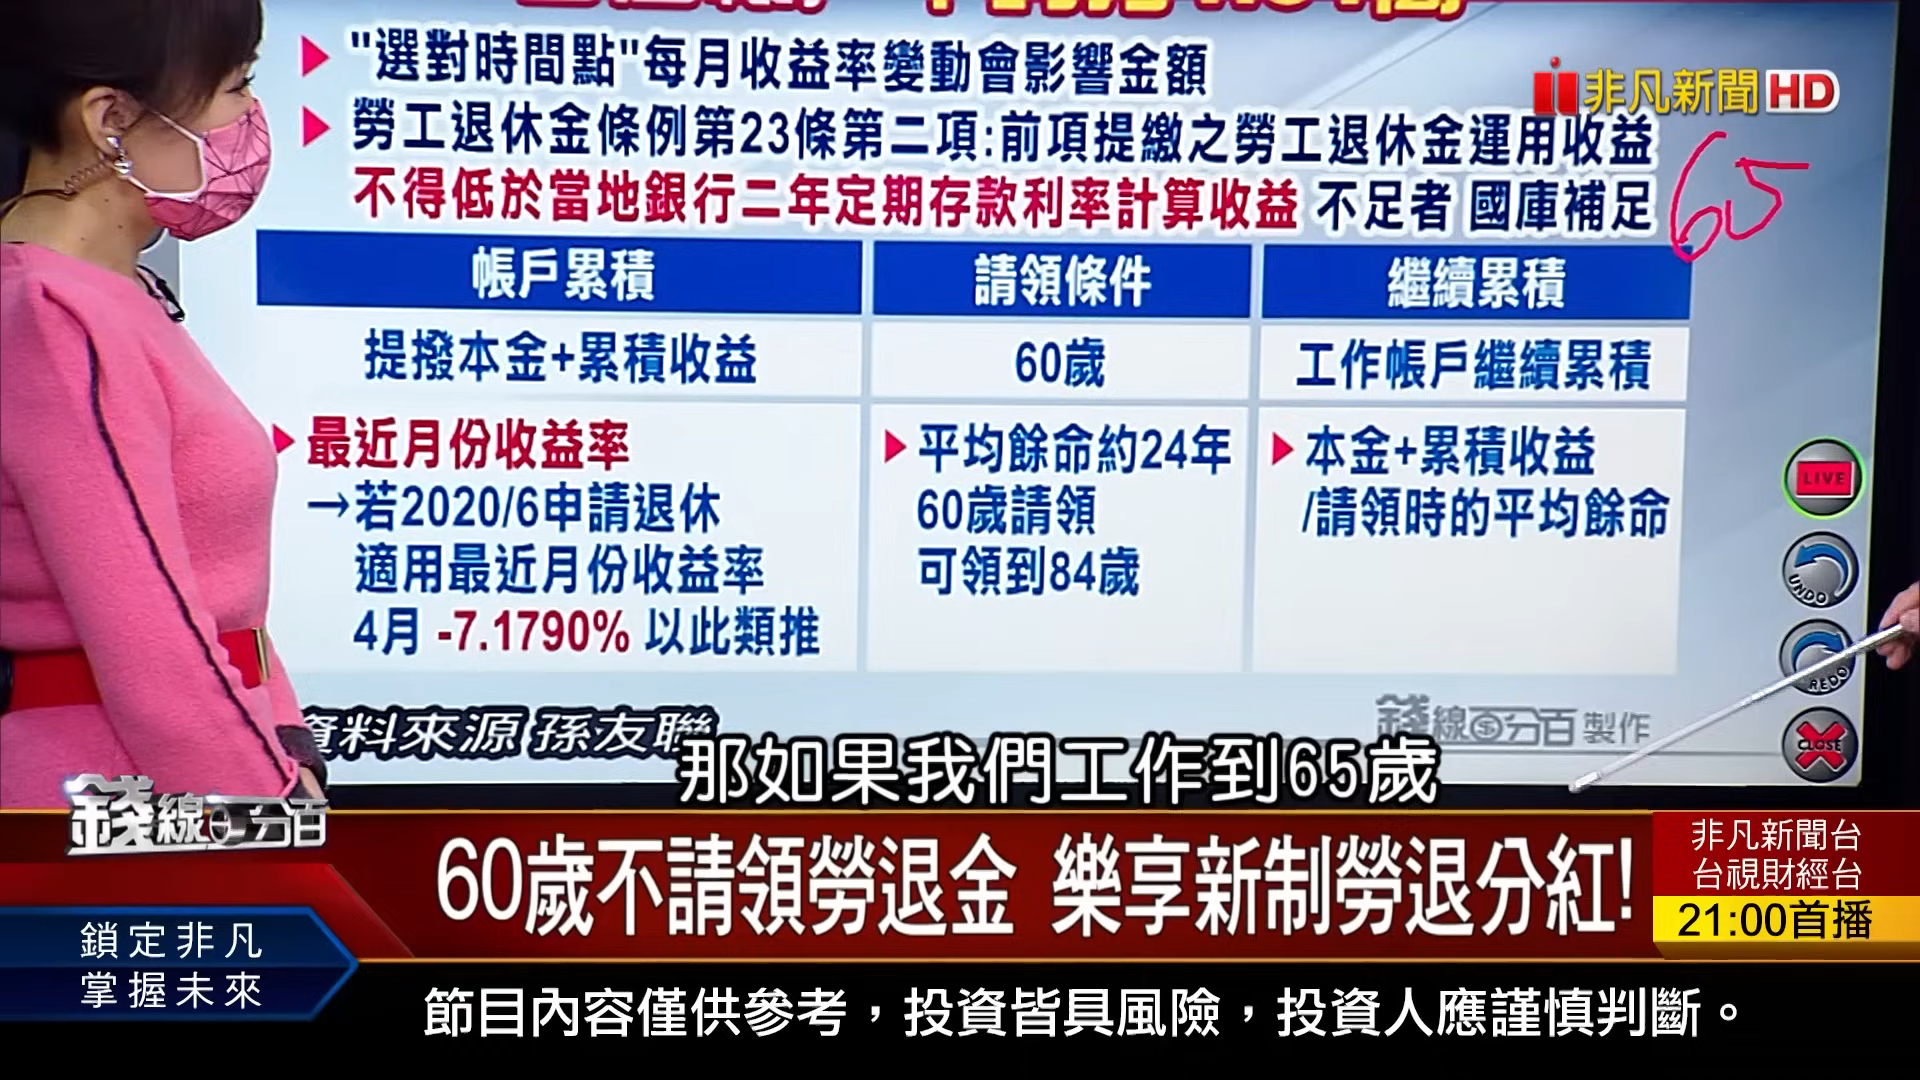 "選對時間點"每月收益率變動會影響金額
非凡新聞HD
勞工退休金條例第23條第二項:前項提繳之勞工退休金運用收益
不得低於當地銀行二年定期存款利率計算收益 不足者 國庫補足
65
帳戶累積 請領條件 繼續累積
提撥本金+累積收益 60歲 工作帳戶繼續累積
最近月份收益率
→若2020/6申請退休
適用最近月份收益率
4月 -7.1790% 以此類推
平均餘命約24年
60歲請領
可領到84歲
本金+累積收益
/請領時的平均餘命
LIVE
UNDO
REDO
CLOSE
資料來源 孫友聯
錢線百分百 製作
那如果我們工作到65歲
錢線百分百
60歲不請領勞退金 樂享新制勞退分紅!
非凡新聞台
台視財經台
21:00首播
鎖定非凡
掌握未來
節目內容僅供參考，投資皆具風險，投資人應謹慎判斷。